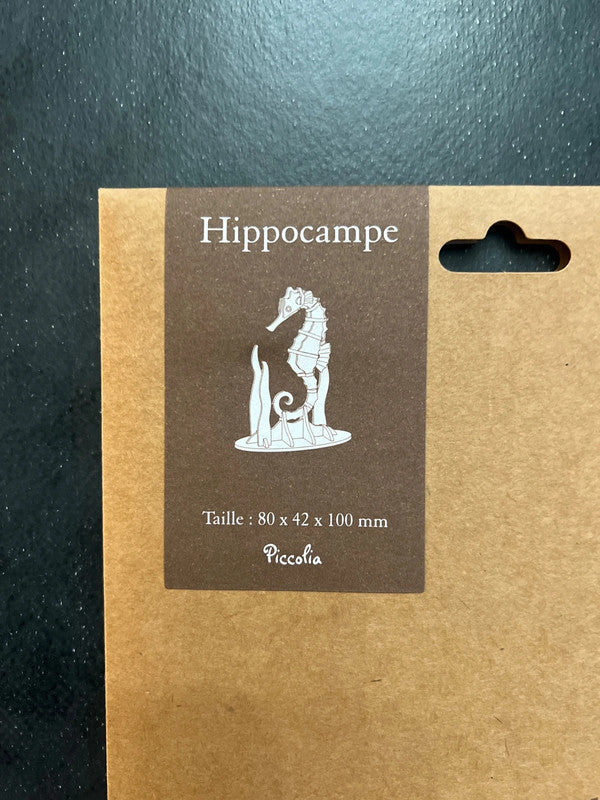 Hippocampe
Taille : 80 x 42 x 100 mm
Piccolia